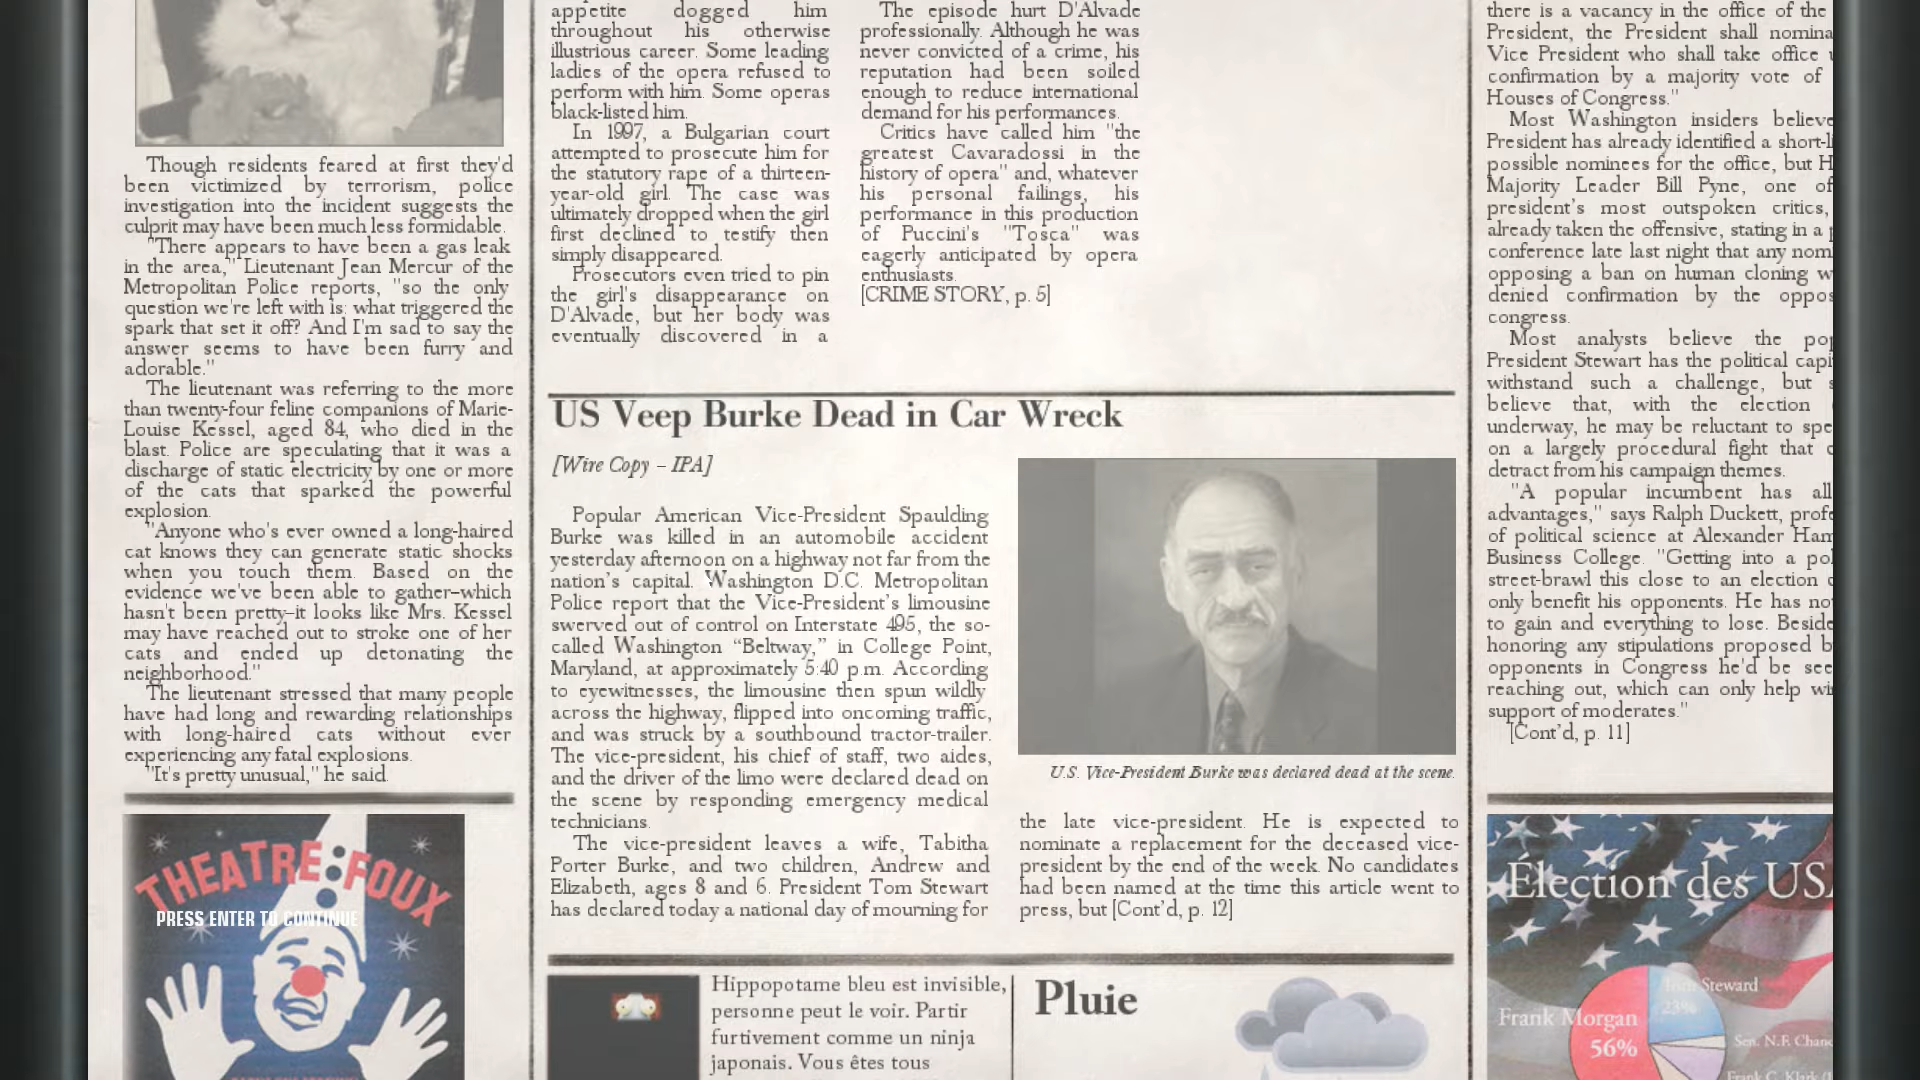 Though residents feared at first they'd
been victimized by terrorism, police
investigation into the incident suggests the
culprit may have been much less formidable.
"There appears to have been a gas leak
in the area," Lieutenant Jean Mercur of the
Metropolitan Police reports, "so the only
question we're left with is: what triggered the
spark that set it off? And I'm sad to say the
answer seems to have been furry and
adorable."
The lieutenant was referring to the more
than twenty-four feline companions of Marie-
Louise Kessel, aged 84, who died in the
blast. Police are speculating that it was a
discharge of static electricity by one or more
of the cats that sparked the powerful
explosion.
"Anyone who's ever owned a long-haired
cat knows they can generate static shocks
when you touch them. Based on the
evidence we've been able to gather–which
hasn't been pretty–it looks like Mrs. Kessel
may have reached out to stroke one of her
cats and ended up detonating the
neighborhood."
The lieutenant stressed that many people
have had long and rewarding relationships
with long-haired cats without ever
experiencing any fatal explosions.
"It's pretty unusual," he said.
THEATRE FOUX
PRESS ENTER TO CONTINUE
appetite dogged him
throughout his otherwise
illustrious career. Some leading
ladies of the opera refused to
perform with him. Some operas
black-listed him.
In 1997, a Bulgarian court
attempted to prosecute him for
the statutory rape of a thirteen-
year-old girl. The case was
ultimately dropped when the girl
first declined to testify then
simply disappeared.
Prosecutors even tried to pin
the girl's disappearance on
D'Alvade, but her body was
eventually discovered in a
The episode hurt D'Alvade
professionally. Although he was
never convicted of a crime, his
reputation had been soiled
enough to reduce international
demand for his performances.
Critics have called him "the
greatest Cavaradossi in the
history of opera" and, whatever
his personal failings, his
performance in this production
of Puccini's "Tosca" was
eagerly anticipated by opera
enthusiasts.
[CRIME STORY, p. 5]
US Veep Burke Dead in Car Wreck
[Wire Copy – IPA]
Popular American Vice-President Spaulding
Burke was killed in an automobile accident
yesterday afternoon on a highway not far from the
nation's capital. Washington D.C. Metropolitan
Police report that the Vice-President's limousine
swerved out of control on Interstate 495, the so-
called Washington “Beltway,” in College Point,
Maryland, at approximately 5:40 p.m. According
to eyewitnesses, the limousine then spun wildly
across the highway, flipped into oncoming traffic,
and was struck by a southbound tractor-trailer.
The vice-president, his chief of staff, two aides,
and the driver of the limo were declared dead on
the scene by responding emergency medical
technicians.
The vice-president leaves a wife, Tabitha
Porter Burke, and two children, Andrew and
Elizabeth, ages 8 and 6. President Tom Stewart
has declared today a national day of mourning for
U.S. Vice-President Burke was declared dead at the scene.
the late vice-president. He is expected to
nominate a replacement for the deceased vice-
president by the end of the week. No candidates
had been named at the time this article went to
press, but [Cont'd, p. 12]
Hippopotame bleu est invisible,
personne peut le voir. Partir
furtivement comme un ninja
japonais. Vous êtes tous
Pluie
there is a vacancy in the office of the
President, the President shall nomina
Vice President who shall take office u
confirmation by a majority vote of
Houses of Congress."
Most Washington insiders believe
President has already identified a short-li
possible nominees for the office, but H
Majority Leader Bill Pyne, one of
president's most outspoken critics,
already taken the offensive, stating in a p
conference late last night that any nom
opposing a ban on human cloning w
denied confirmation by the oppos
congress.
Most analysts believe the pop
President Stewart has the political capi
withstand such a challenge, but s
believe that, with the election c
underway, he may be reluctant to spe
on a largely procedural fight that c
detract from his campaign themes.
"A popular incumbent has all
advantages," says Ralph Duckett, profe
of political science at Alexander Ham
Business College. "Getting into a pol
street-brawl this close to an election c
only benefit his opponents. He has no
to gain and everything to lose. Beside
honoring any stipulations proposed b
opponents in Congress he'd be see
reaching out, which can only help wi
support of moderates."
[Cont'd, p. 11]
Élection des USA
Tom Steward
23%
Frank Morgan
56%
Sen. N.F. Chanc
Frank C. Klark (I